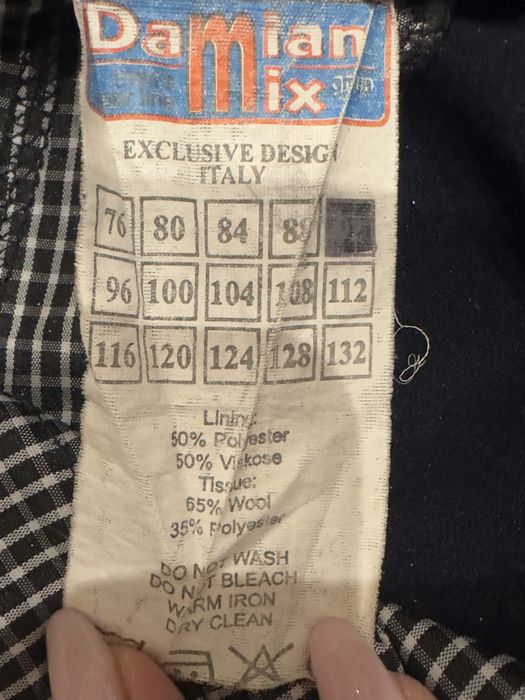 DaMian
Mix
EXCLUSIVE DESIG
ITALY
76 80 84 88
96 100 104 108 112
116 120 124 128 132
Lining:
50% Polyester
50% Viskose
Tissue:
65% Wool
35% Polyester
DO NOT WASH
DO NOT BLEACH
WARM IRON
DRY CLEAN